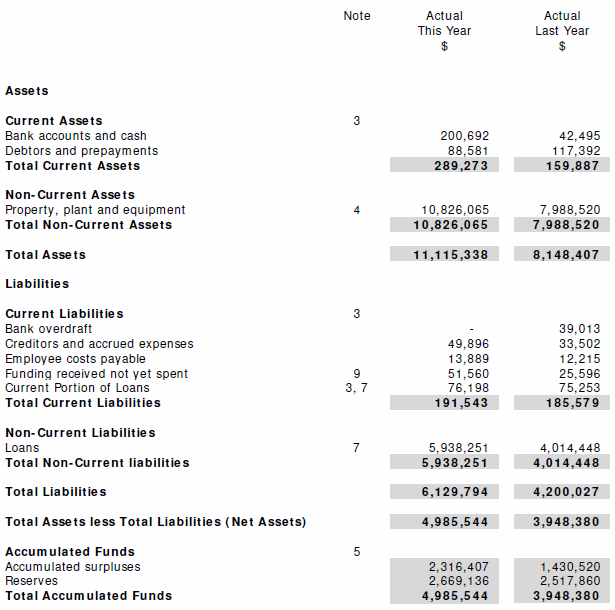 Note Actual Actual
This Year Last Year
$ $
Assets
Current Assets 3
Bank accounts and cash 200,692 42,495
Debtors and prepayments 88,581 117,392
Total Current Assets 289,273 159,887
Non-Current Assets
Property, plant and equipment 4 10,826,065 7,988,520
Total Non-Current Assets 10,826,065 7,988,520
Total Assets 11,115,338 8,148,407
Liabilities
Current Liabilities 3
Bank overdraft - 39,013
Creditors and accrued expenses 49,896 33,502
Employee costs payable 13,889 12,215
Funding received not yet spent 9 51,560 25,596
Current Portion of Loans 3, 7 76,198 75,253
Total Current Liabilities 191,543 185,579
Non-Current Liabilities
Loans 7 5,938,251 4,014,448
Total Non-Current liabilities 5,938,251 4,014,448
Total Liabilities 6,129,794 4,200,027
Total Assets less Total Liabilities (Net Assets) 4,985,544 3,948,380
Accumulated Funds 5
Accumulated surpluses 2,316,407 1,430,520
Reserves 2,669,136 2,517,860
Total Accumulated Funds 4,985,544 3,948,380